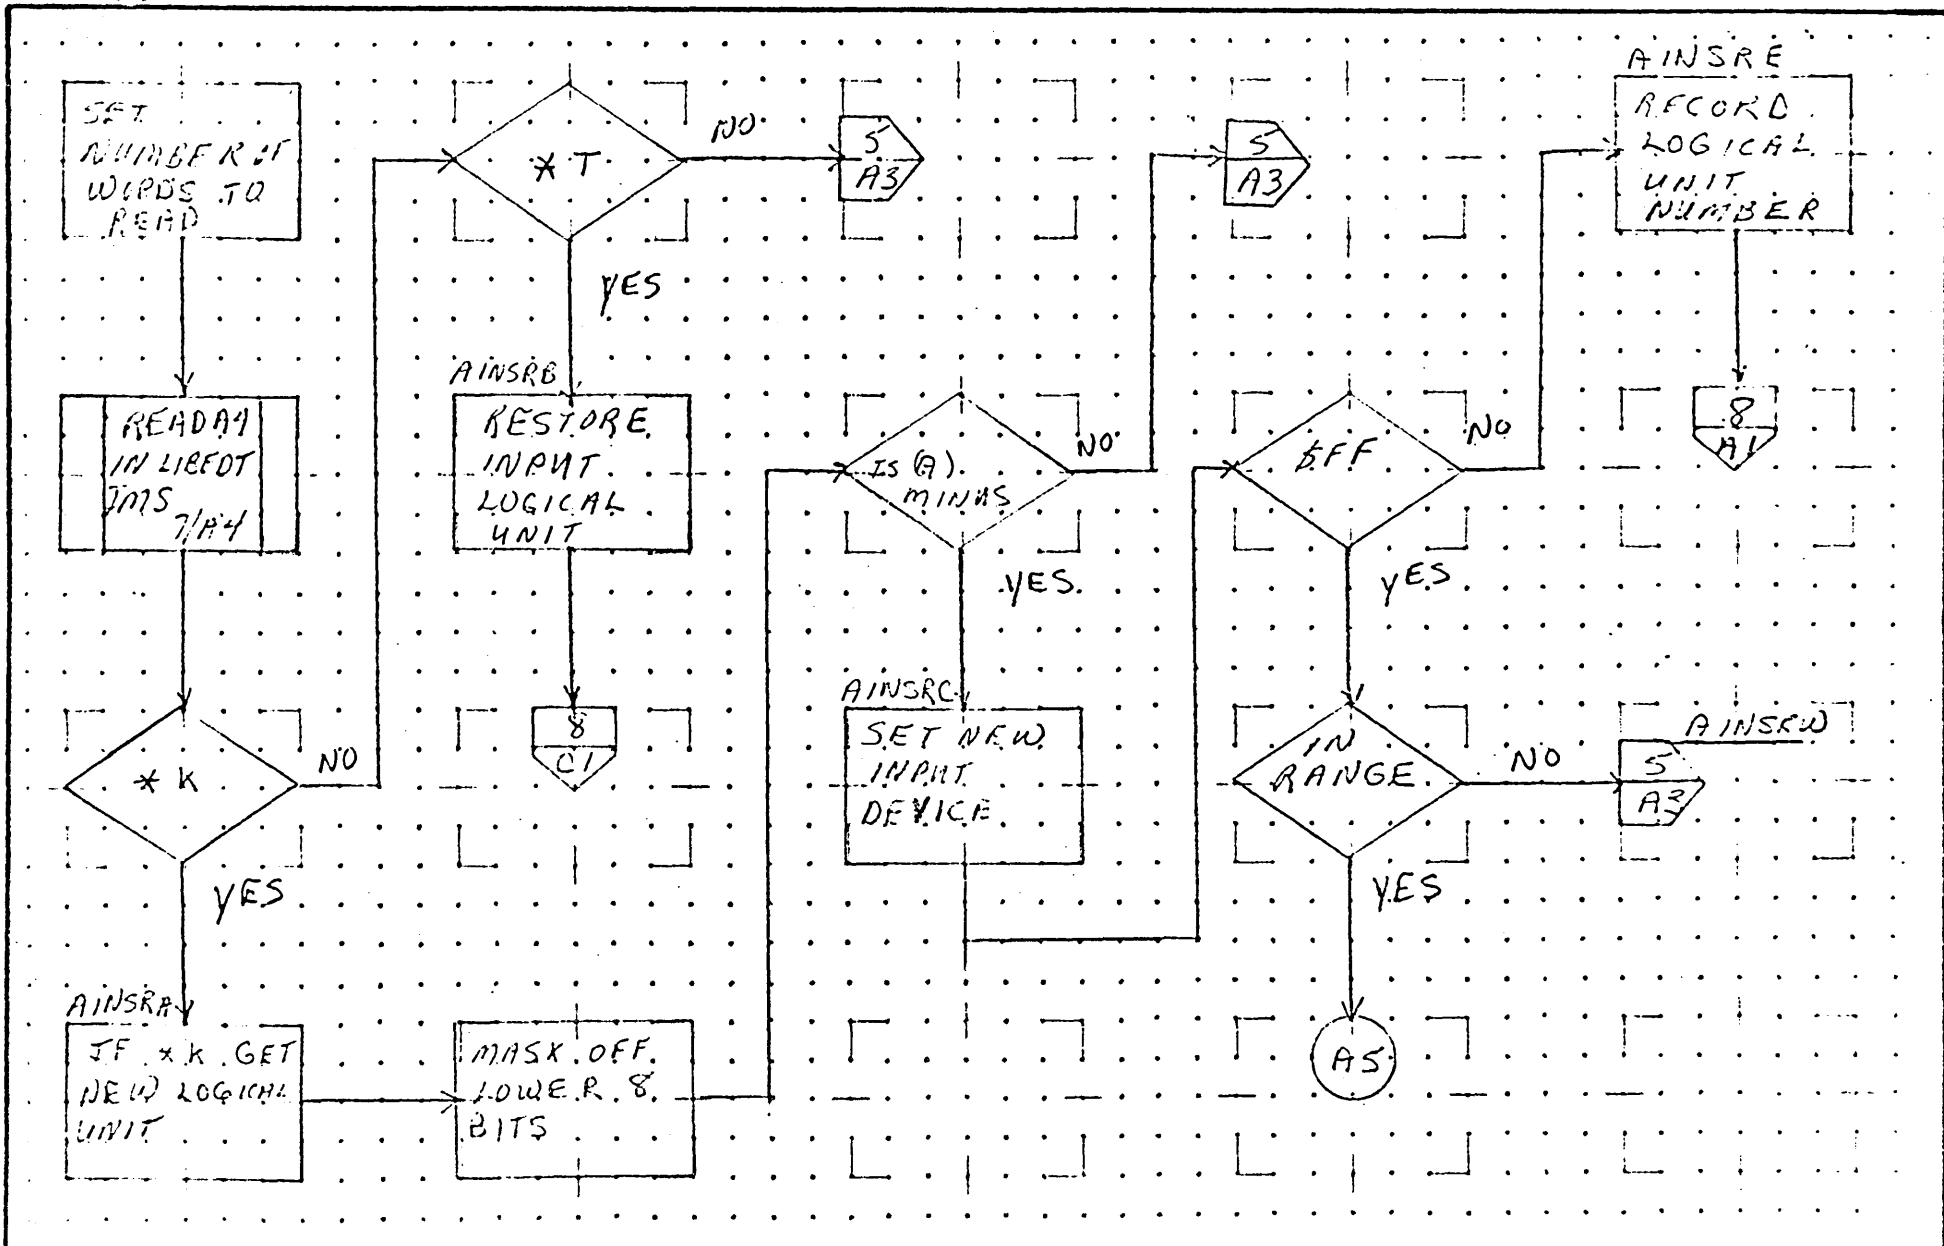 SET
NUMBER OF
WORDS TO
READ
READA4
IN LIBEDT
JMS
7/A4
* K
NO
YES
AINSRA
IF * K GET
NEW LOGICAL
UNIT
* T
NO
YES
AINSRB
RESTORE
INPUT
LOGICAL
UNIT
8
C1
MASK OFF
LOWER 8
BITS
5
A3
IS (A)
MINUS
NO
YES
AINSRC
SET NEW
INPUT
DEVICE
5
A3
$FF
NO
YES
IN
RANGE
NO
YES
A5
AINSRE
RECORD
LOGICAL
UNIT
NUMBER
8
A1
5
A3